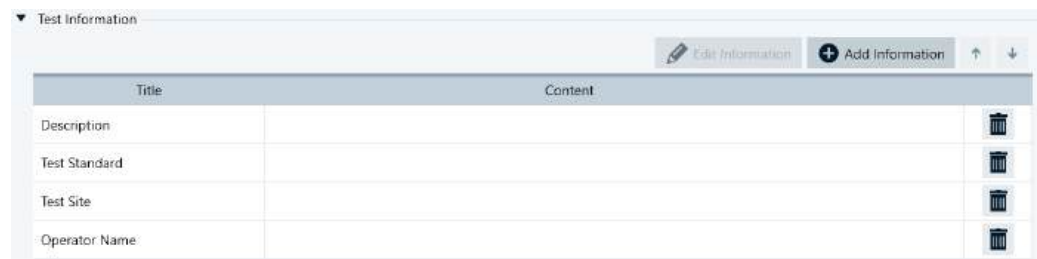 Test Information
Edit Information Add Information
Title Content
Description
Test Standard
Test Site
Operator Name